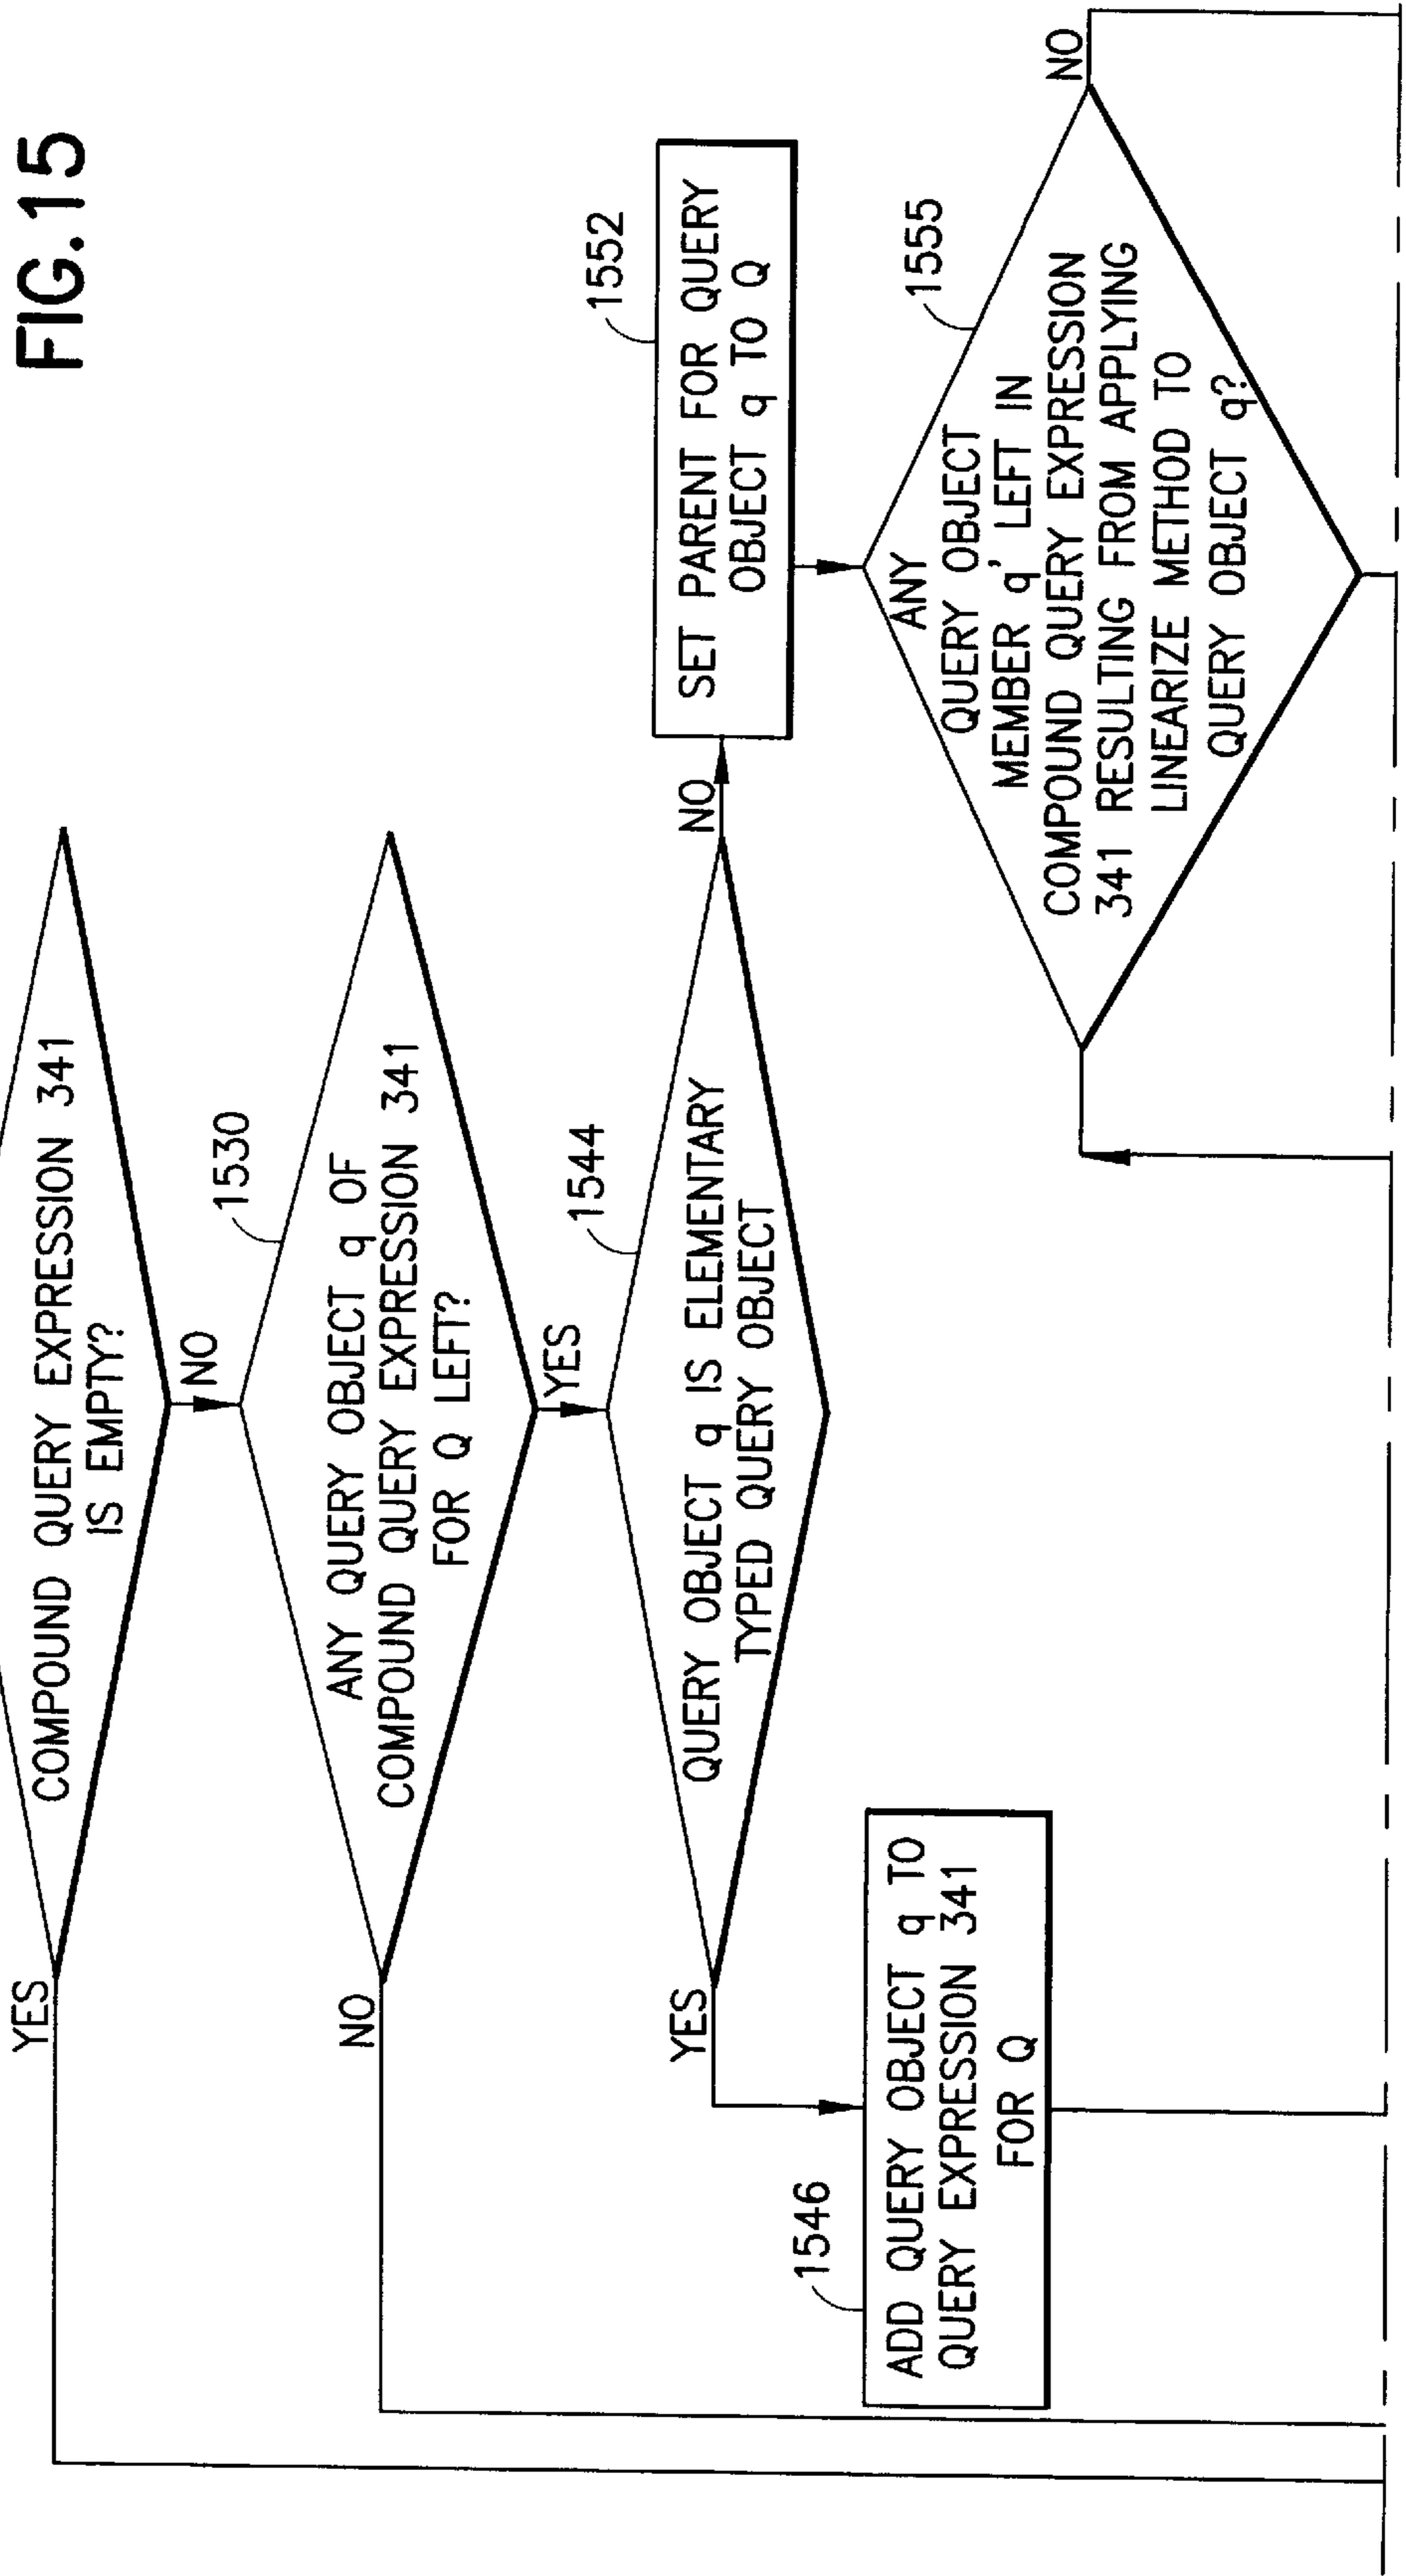 FIG.15
COMPOUND QUERY EXPRESSION 341
IS EMPTY?
YES
NO
1530
ANY QUERY OBJECT q OF
COMPOUND QUERY EXPRESSION 341
FOR Q LEFT?
NO
YES
1544
QUERY OBJECT q IS ELEMENTARY
TYPED QUERY OBJECT
YES
NO
1546
ADD QUERY OBJECT q TO
QUERY EXPRESSION 341
FOR Q
1552
SET PARENT FOR QUERY
OBJECT q TO Q
1555
ANY
QUERY OBJECT
MEMBER q' LEFT IN
COMPOUND QUERY EXPRESSION
341 RESULTING FROM APPLYING
LINEARIZE METHOD TO
QUERY OBJECT q?
NO